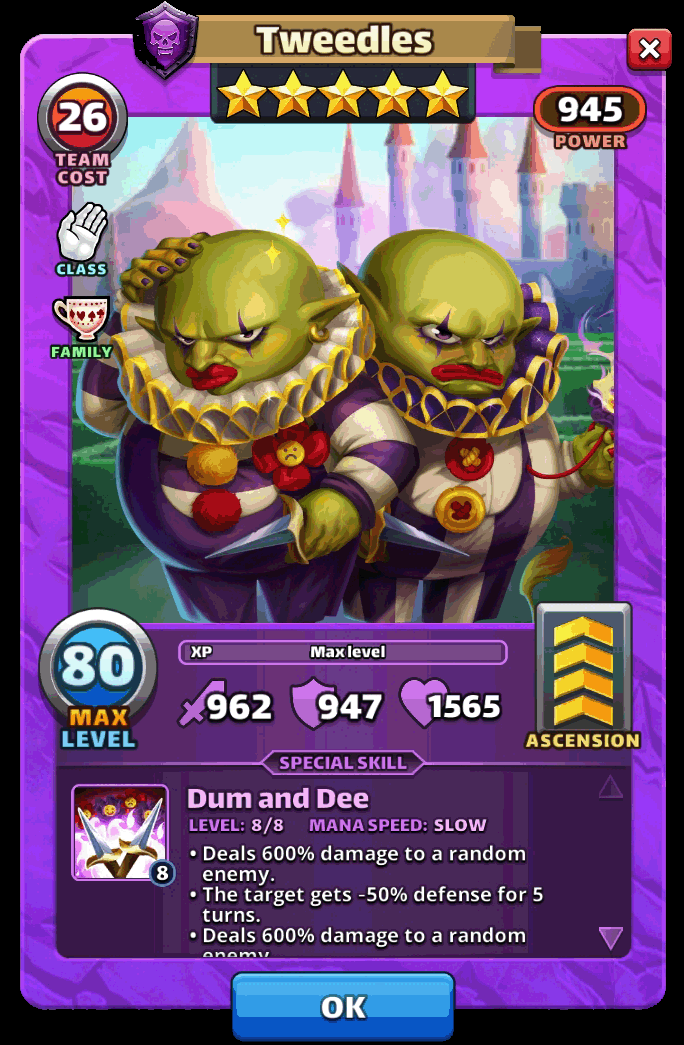 Tweedles
26
TEAM
COST
945
POWER
CLASS
FAMILY
80
MAX
LEVEL
XP Max level
962 947 1565
ASCENSION
SPECIAL SKILL
Dum and Dee
LEVEL: 8/8 MANA SPEED: SLOW
8
• Deals 600% damage to a random
enemy.
• The target gets -50% defense for 5
turns.
• Deals 600% damage to a random
enemy
OK